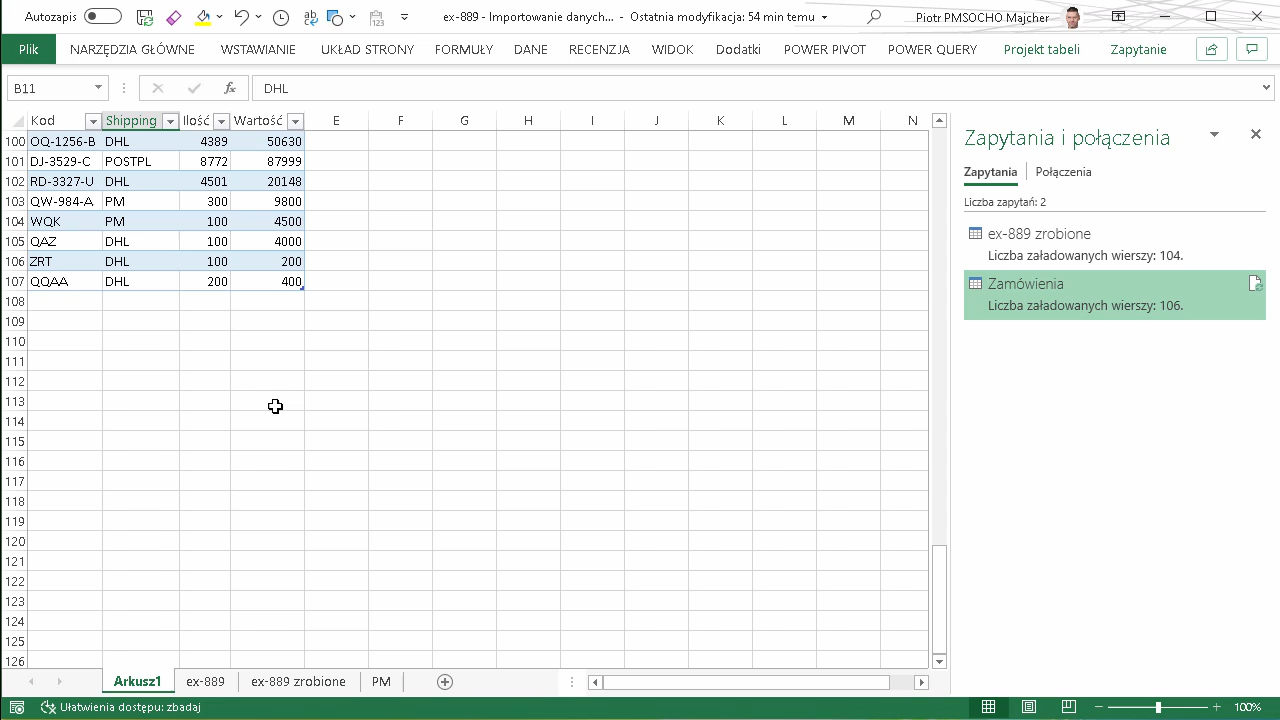 Autozapis ex-889 - Importowanie danych... - ostatnia modyfikacja: 54 min temu Piotr PMSOCHO Majcher
Plik NARZĘDZIA GŁÓWNE WSTAWIANIE UKŁAD STRONY FORMUŁY DANE RECENZJA WIDOK Dodatki POWER PIVOT POWER QUERY Projekt tabeli Zapytanie
B11 fx DHL
Kod Shipping Ilość Wartość E F G H I J K L M N
100 OQ-1256-B DHL 4389 50630
101 DJ-3529-C POSTPL 8772 87999
102 RD-3327-U DHL 4501 20148
103 QW-984-A PM 300 9800
104 WQK PM 100 4500
105 QAZ DHL 100 4000
106 ZRT DHL 100 200
107 QQAA DHL 200 400
108
109
110
111
112
113
114
115
116
117
118
119
120
121
122
123
124
125
126
Zapytania i połączenia
Zapytania Połączenia
Liczba zapytań: 2
ex-889 zrobione
Liczba załadowanych wierszy: 104.
Zamówienia
Liczba załadowanych wierszy: 106.
Arkusz1 ex-889 ex-889 zrobione PM
Ułatwienia dostępu: zbadaj 100%